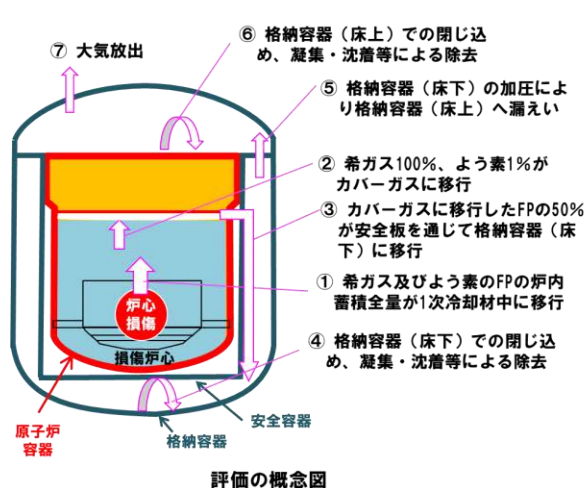 ⑦ 大気放出
⑥ 格納容器（床上）での閉じ込
め、凝集・沈着等による除去
⑤ 格納容器（床下）の加圧によ
り格納容器（床上）へ漏えい
② 希ガス100%、よう素1%が
カバーガスに移行
③ カバーガスに移行したFPの50%
が安全板を通じて格納容器（床
下）に移行
① 希ガス及びよう素のFPの炉内
蓄積全量が1次冷却材中に移行
炉心
損傷
損傷炉心
④ 格納容器（床下）での閉じ込
め、凝集・沈着等による除去
安全容器
格納容器
原子炉
容器
評価の概念図